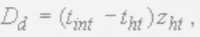 D_d = (t_int − t_ht) z_ht ,